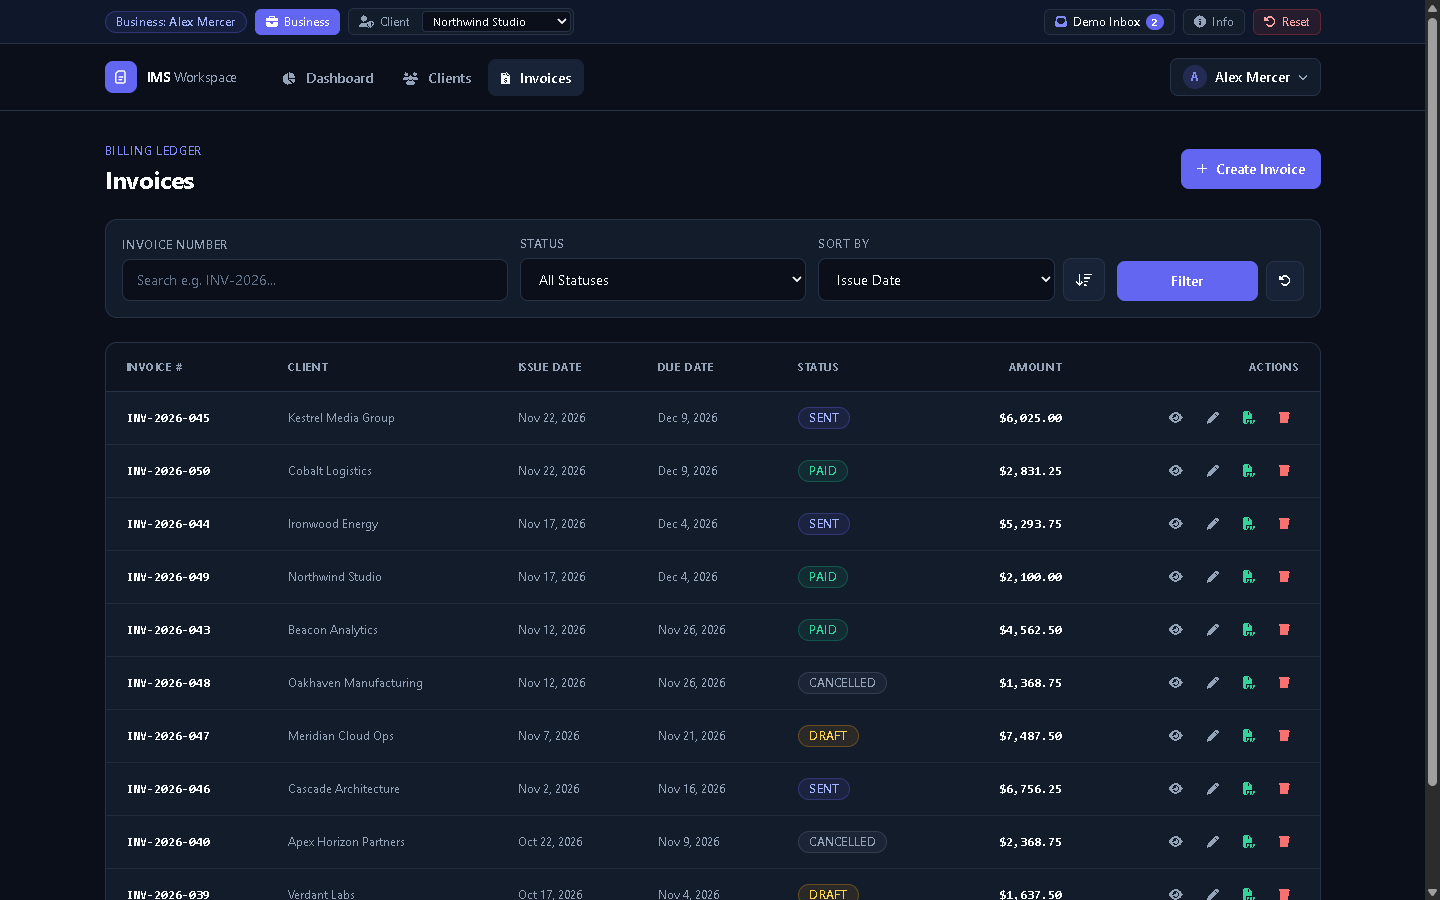 Business: Alex Mercer Business Client Northwind Studio Demo Inbox 2 Info Reset
IMS Workspace Dashboard Clients Invoices A Alex Mercer
BILLING LEDGER
Invoices
Create Invoice
INVOICE NUMBER STATUS SORT BY
Search e.g. INV-2026... All Statuses Issue Date Filter
INVOICE # CLIENT ISSUE DATE DUE DATE STATUS AMOUNT ACTIONS
INV-2026-045 Kestrel Media Group Nov 22, 2026 Dec 9, 2026 SENT $6,025.00
INV-2026-050 Cobalt Logistics Nov 22, 2026 Dec 9, 2026 PAID $2,831.25
INV-2026-044 Ironwood Energy Nov 17, 2026 Dec 4, 2026 SENT $5,293.75
INV-2026-049 Northwind Studio Nov 17, 2026 Dec 4, 2026 PAID $2,100.00
INV-2026-043 Beacon Analytics Nov 12, 2026 Nov 26, 2026 PAID $4,562.50
INV-2026-048 Oakhaven Manufacturing Nov 12, 2026 Nov 26, 2026 CANCELLED $1,368.75
INV-2026-047 Meridian Cloud Ops Nov 7, 2026 Nov 21, 2026 DRAFT $7,487.50
INV-2026-046 Cascade Architecture Nov 2, 2026 Nov 16, 2026 SENT $6,756.25
INV-2026-040 Apex Horizon Partners Oct 22, 2026 Nov 9, 2026 CANCELLED $2,368.75
INV-2026-039 Verdant Labs Oct 17, 2026 Nov 4, 2026 DRAFT $1,637.50